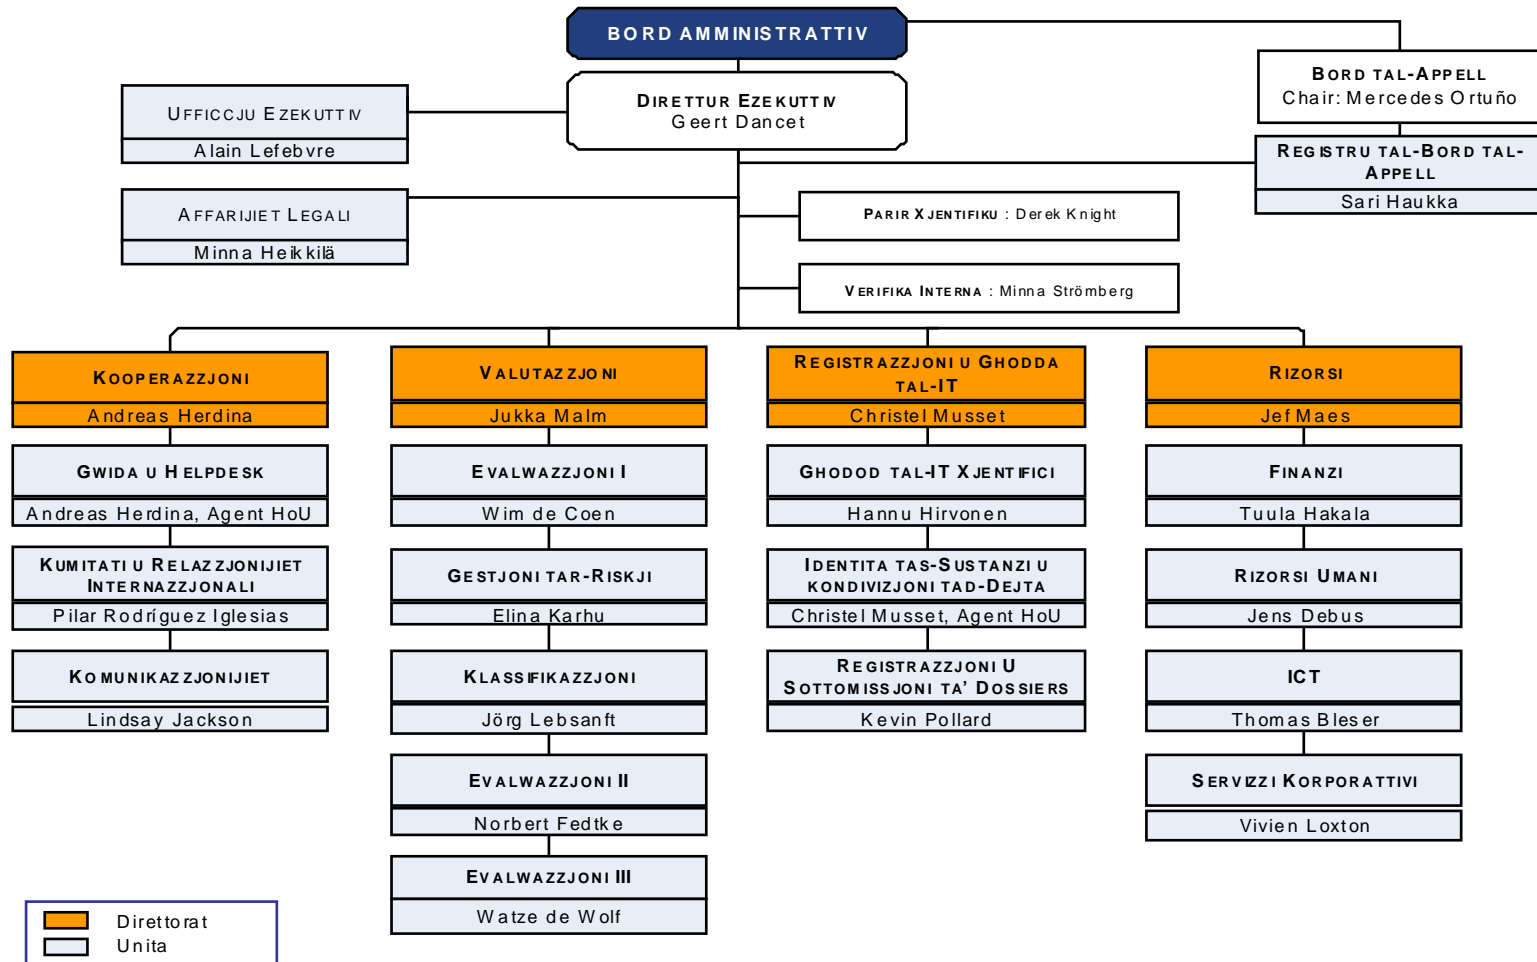 BORD AMMINISTRATTIV
DIRETTUR EZEKUTTIV
Geert Dancet
BORD TAL-APPELL
Chair: Mercedes Ortuño
UFFICCJU EZEKUTTIV
Alain Lefebvre
REGISTRU TAL-BORD TAL-
APPELL
Sari Haukka
AFFARIJIET LEGALI
Minna Heikkilä
PARIR XJENTIFIKU : Derek Knight
VERIFIKA INTERNA : Minna Strömberg
KOOPERAZZJONI
Andreas Herdina
GWIDA U HELPDESK
Andreas Herdina, Agent HoU
KUMITATI U RELAZZJONIJIET
INTERNAZZJONALI
Pilar Rodríguez Iglesias
KOMUNIKAZZJONIJIET
Lindsay Jackson
VALUTAZZJONI
Jukka Malm
EVALWAZZJONI I
Wim de Coen
GESTJONI TAR-RISKJI
Elina Karhu
KLASSIFIKAZZJONI
Jörg Lebsanft
EVALWAZZJONI II
Norbert Fedtke
EVALWAZZJONI III
Watze de Wolf
REGISTRAZZJONI U GHODDA
TAL-IT
Christel Musset
GHODOD TAL-IT XJENTIFICI
Hannu Hirvonen
IDENTITA TAS-SUSTANZI U
KONDIVIZJONI TAD-DEJTA
Christel Musset, Agent HoU
REGISTRAZZJONI U
SOTTOMISSJONI TA’ DOSSIERS
Kevin Pollard
RIZORSI
Jef Maes
FINANZI
Tuula Hakala
RIZORSI UMANI
Jens Debus
ICT
Thomas Bleser
SERVIZZI KORPORATTIVI
Vivien Loxton
Direttorat
Unita